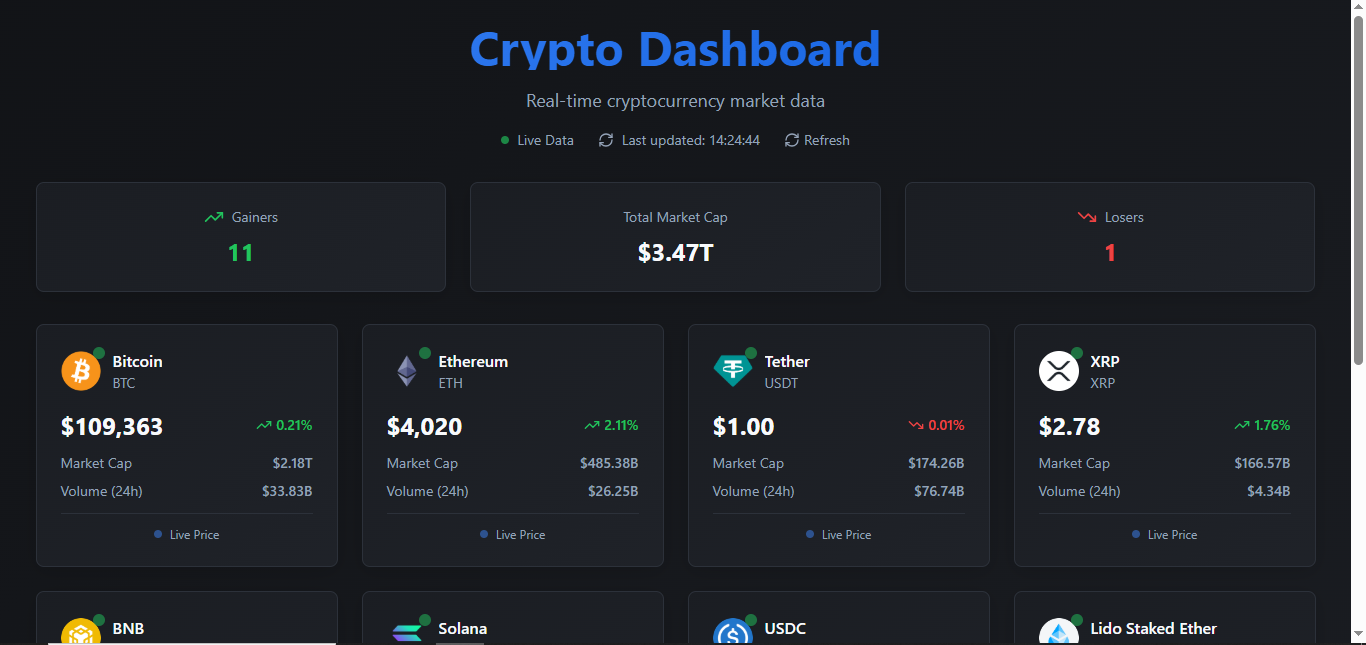 Crypto Dashboard
Real-time cryptocurrency market data
Live Data Last updated: 14:24:44 Refresh
Gainers
11
Total Market Cap
$3.47T
Losers
1
Bitcoin
BTC
$109,363 0.21%
Market Cap $2.18T
Volume (24h) $33.83B
Live Price
Ethereum
ETH
$4,020 2.11%
Market Cap $485.38B
Volume (24h) $26.25B
Live Price
Tether
USDT
$1.00 0.01%
Market Cap $174.26B
Volume (24h) $76.74B
Live Price
XRP
XRP
$2.78 1.76%
Market Cap $166.57B
Volume (24h) $4.34B
Live Price
BNB
Solana
USDC
Lido Staked Ether